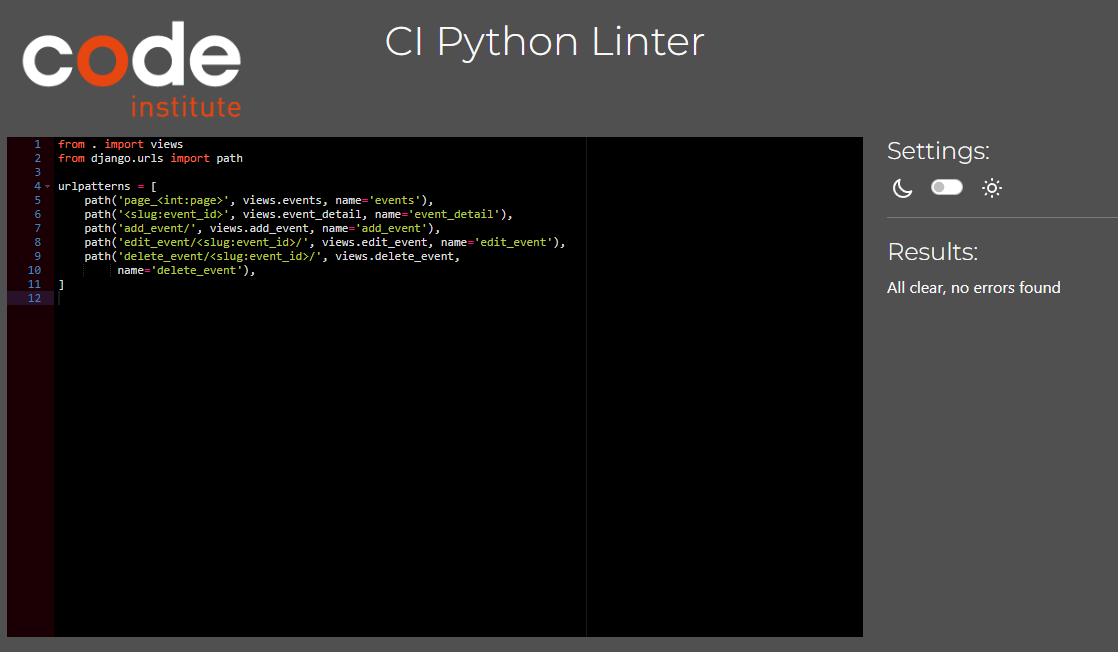 code
institute
CI Python Linter
1 from . import views
2 from django.urls import path
3
4 urlpatterns = [
5     path('page_<int:page>', views.events, name='events'),
6     path('<slug:event_id>', views.event_detail, name='event_detail'),
7     path('add_event/', views.add_event, name='add_event'),
8     path('edit_event/<slug:event_id>/', views.edit_event, name='edit_event'),
9     path('delete_event/<slug:event_id>/', views.delete_event,
10          name='delete_event'),
11 ]
12
Settings:
Results:
All clear, no errors found